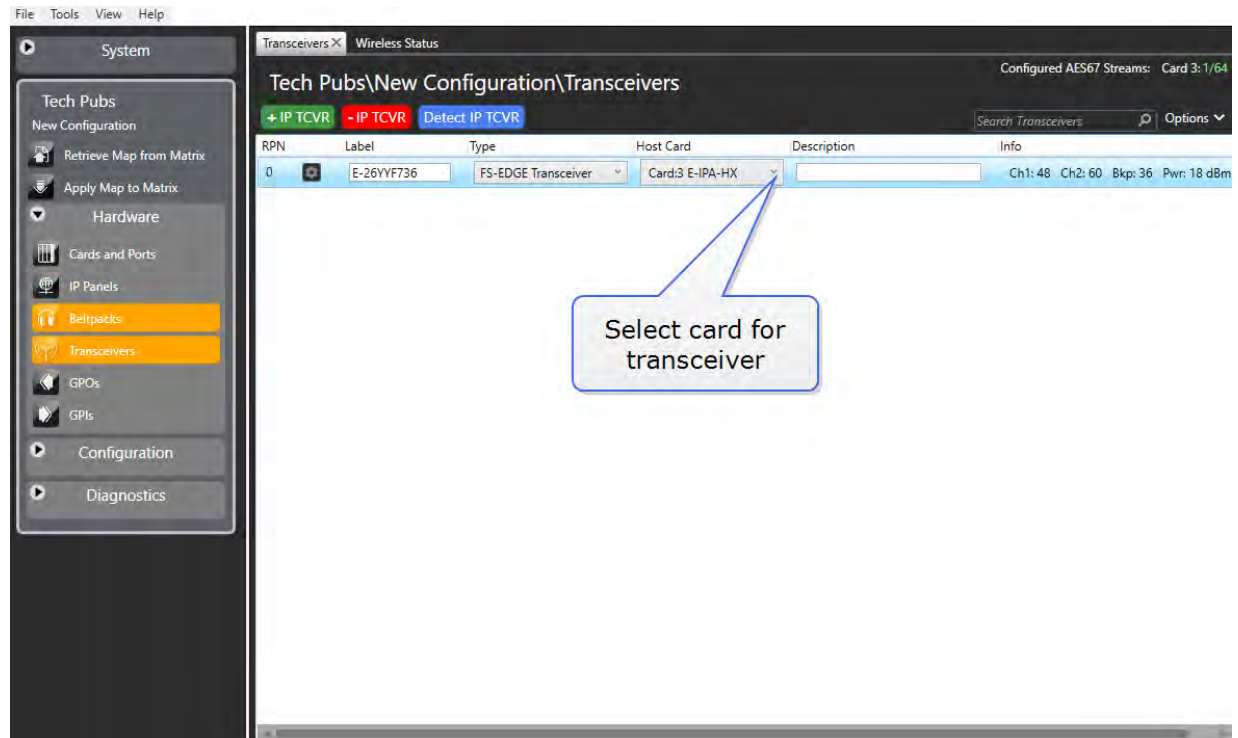 File Tools View Help
System
Tech Pubs
New Configuration
Retrieve Map from Matrix
Apply Map to Matrix
Hardware
Cards and Ports
IP Panels
Beltpacks
Transceivers
GPOs
GPIs
Configuration
Diagnostics
Transceivers X Wireless Status
Tech Pubs\New Configuration\Transceivers
Configured AES67 Streams: Card 3: 1/64
+ IP TCVR - IP TCVR Detect IP TCVR
Search Transceivers Options
RPN Label Type Host Card Description Info
0 E-26YYF736 FS-EDGE Transceiver Card:3 E-IPA-HX Ch1: 48 Ch2: 60 Bkp: 36 Pwr: 18 dBm
Select card for
transceiver